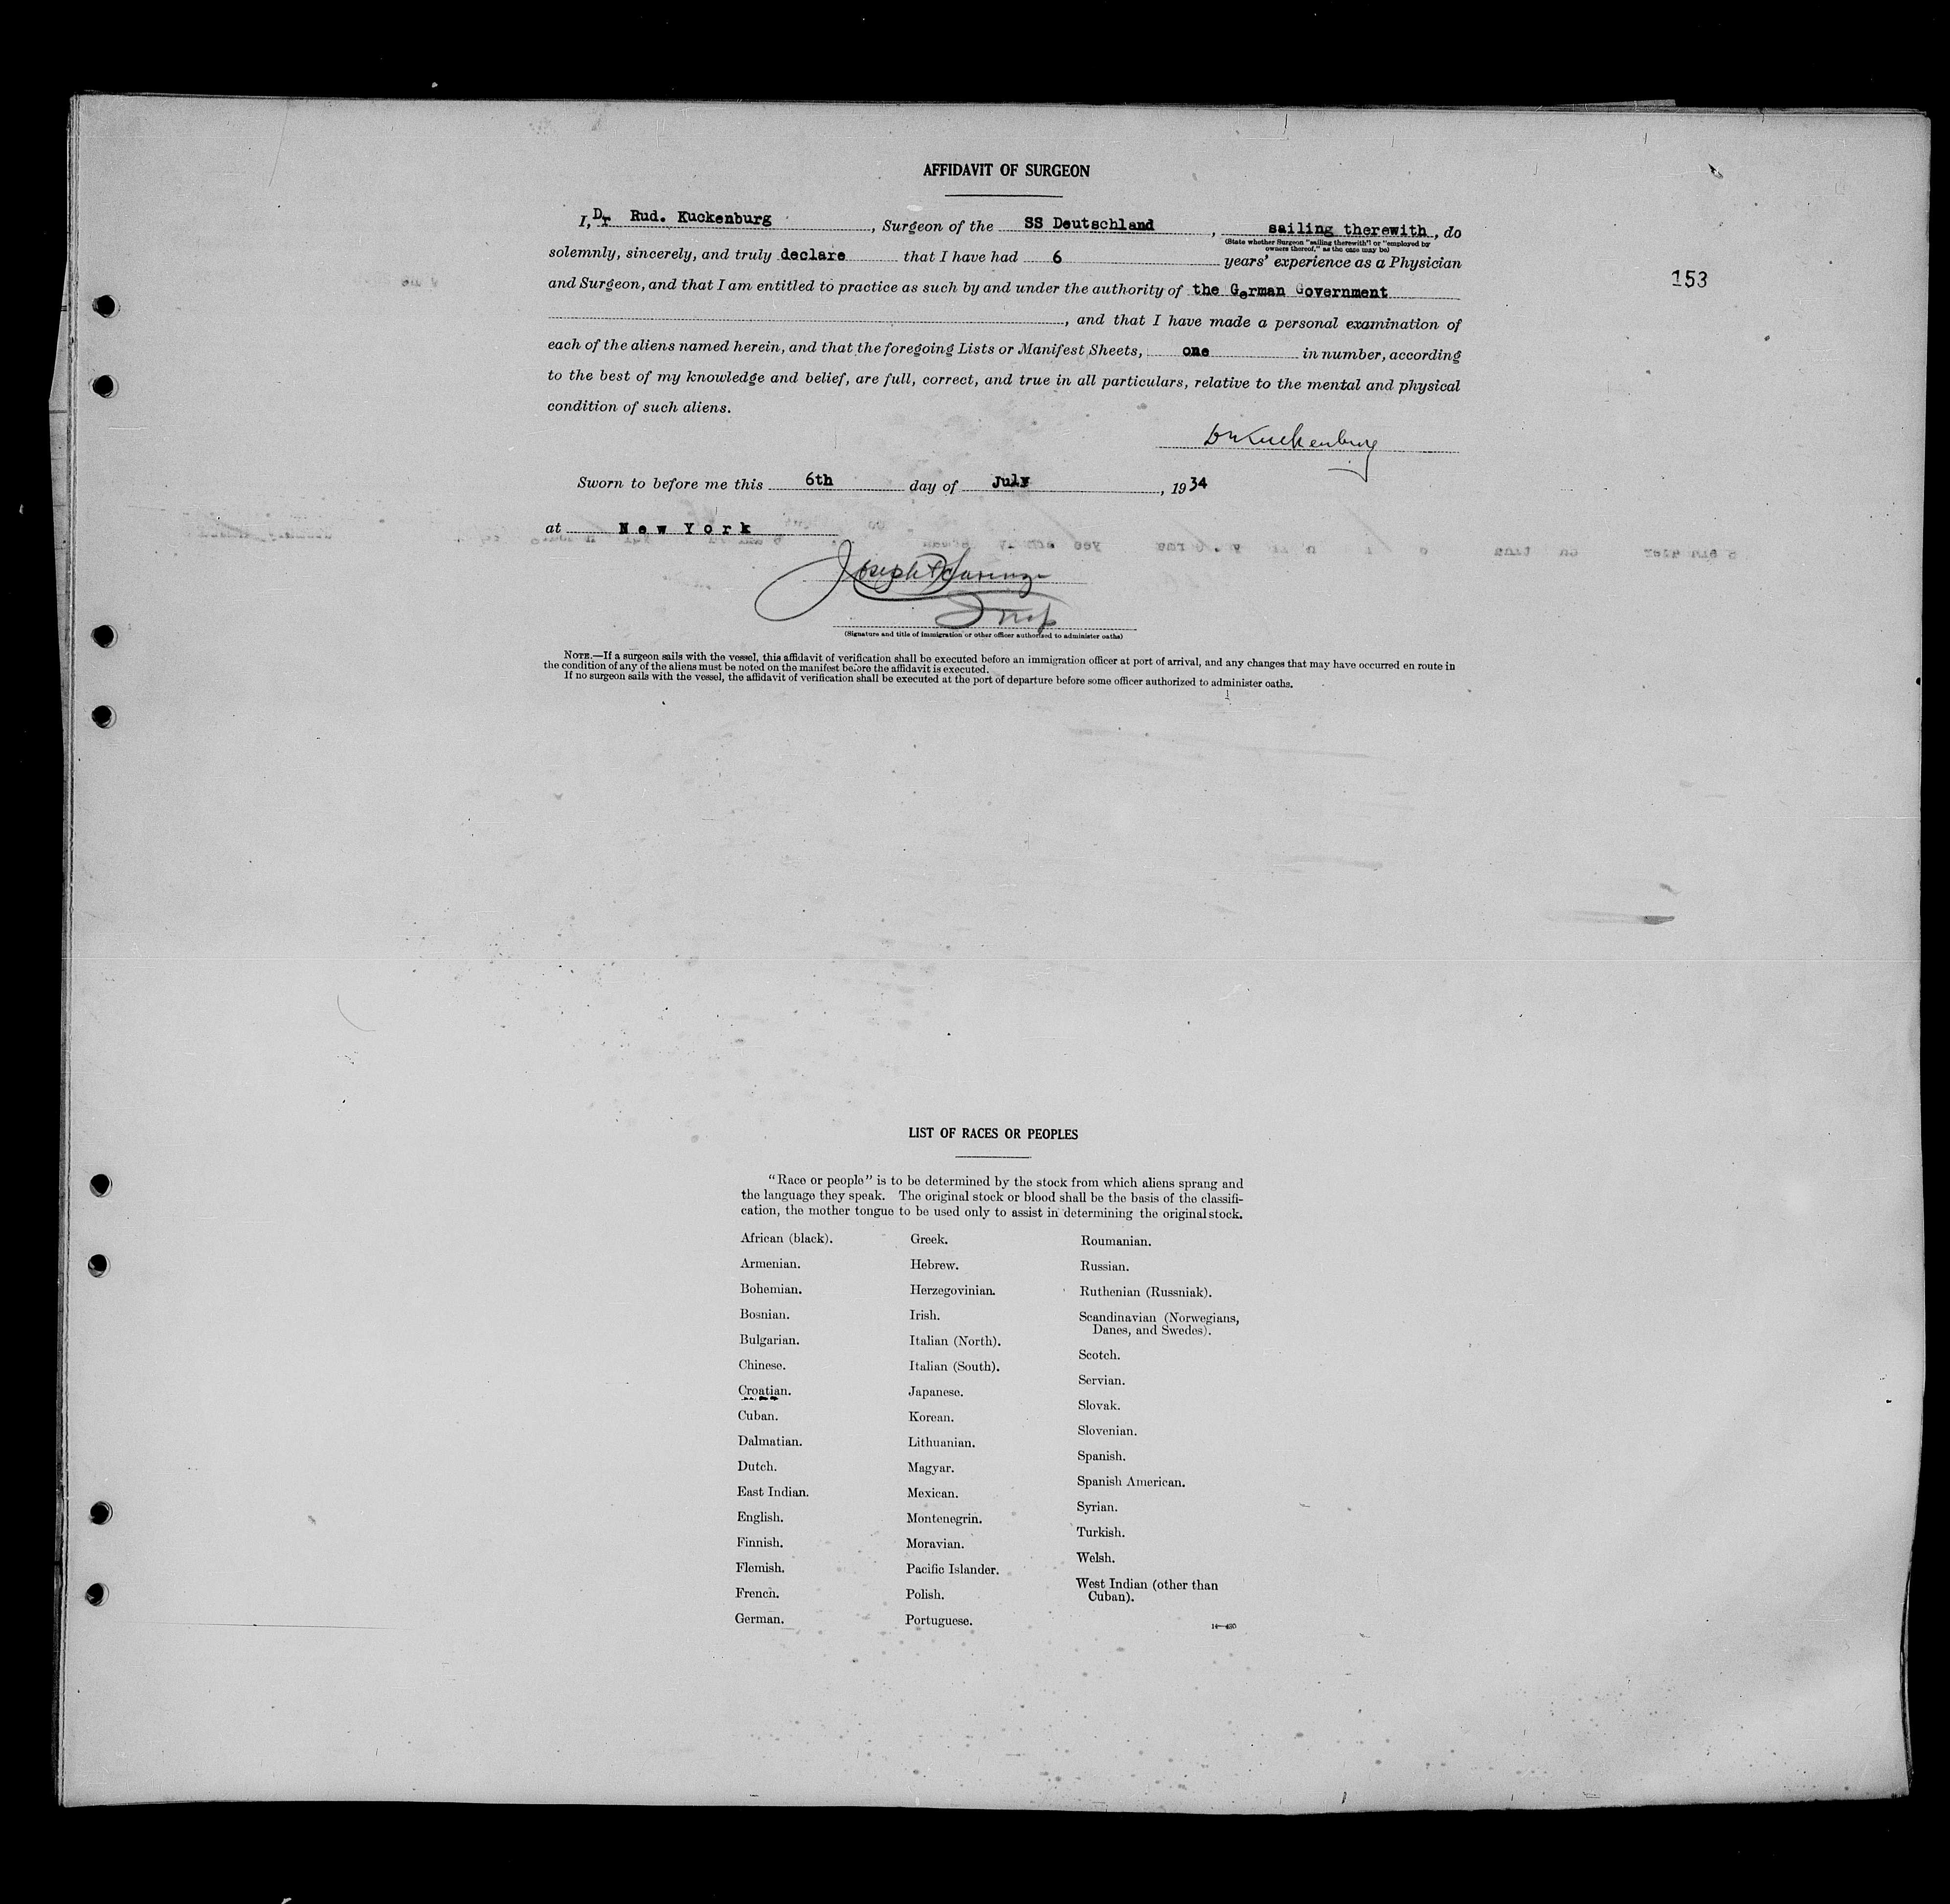 AFFIDAVIT OF SURGEON
I, Dr Rud. Kuckenburg, Surgeon of the SS Deutschland, sailing therewith, do
(State whether Surgeon "sailing therewith" or "employed by
owners thereof," as the case may be)
solemnly, sincerely, and truly declare that I have had 6 years' experience as a Physician
and Surgeon, and that I am entitled to practice as such by and under the authority of the German Government
, and that I have made a personal examination of
each of the aliens named herein, and that the foregoing Lists or Manifest Sheets, one in number, according
to the best of my knowledge and belief, are full, correct, and true in all particulars, relative to the mental and physical
condition of such aliens.
153
Dr Kuckenburg
Sworn to before me this 6th day of July, 1934
at New York
Joseph
Insp
(Signature and title of immigration or other officer authorized to administer oaths)
NOTE.—If a surgeon sails with the vessel, this affidavit of verification shall be executed before an immigration officer at port of arrival, and any changes that may have occurred en route in
the condition of any of the aliens must be noted on the manifest before the affidavit is executed.
If no surgeon sails with the vessel, the affidavit of verification shall be executed at the port of departure before some officer authorized to administer oaths.
LIST OF RACES OR PEOPLES
"Race or people" is to be determined by the stock from which aliens sprang and
the language they speak. The original stock or blood shall be the basis of the classifi-
cation, the mother tongue to be used only to assist in determining the original stock.
African (black).
Armenian.
Bohemian.
Bosnian.
Bulgarian.
Chinese.
Croatian.
Cuban.
Dalmatian.
Dutch.
East Indian.
English.
Finnish.
Flemish.
French.
German.
Greek.
Hebrew.
Herzegovinian.
Irish.
Italian (North).
Italian (South).
Japanese.
Korean.
Lithuanian.
Magyar.
Mexican.
Montenegrin.
Moravian.
Pacific Islander.
Polish.
Portuguese.
Roumanian.
Russian.
Ruthenian (Russniak).
Scandinavian (Norwegians,
Danes, and Swedes).
Scotch.
Servian.
Slovak.
Slovenian.
Spanish.
Spanish American.
Syrian.
Turkish.
Welsh.
West Indian (other than
Cuban).